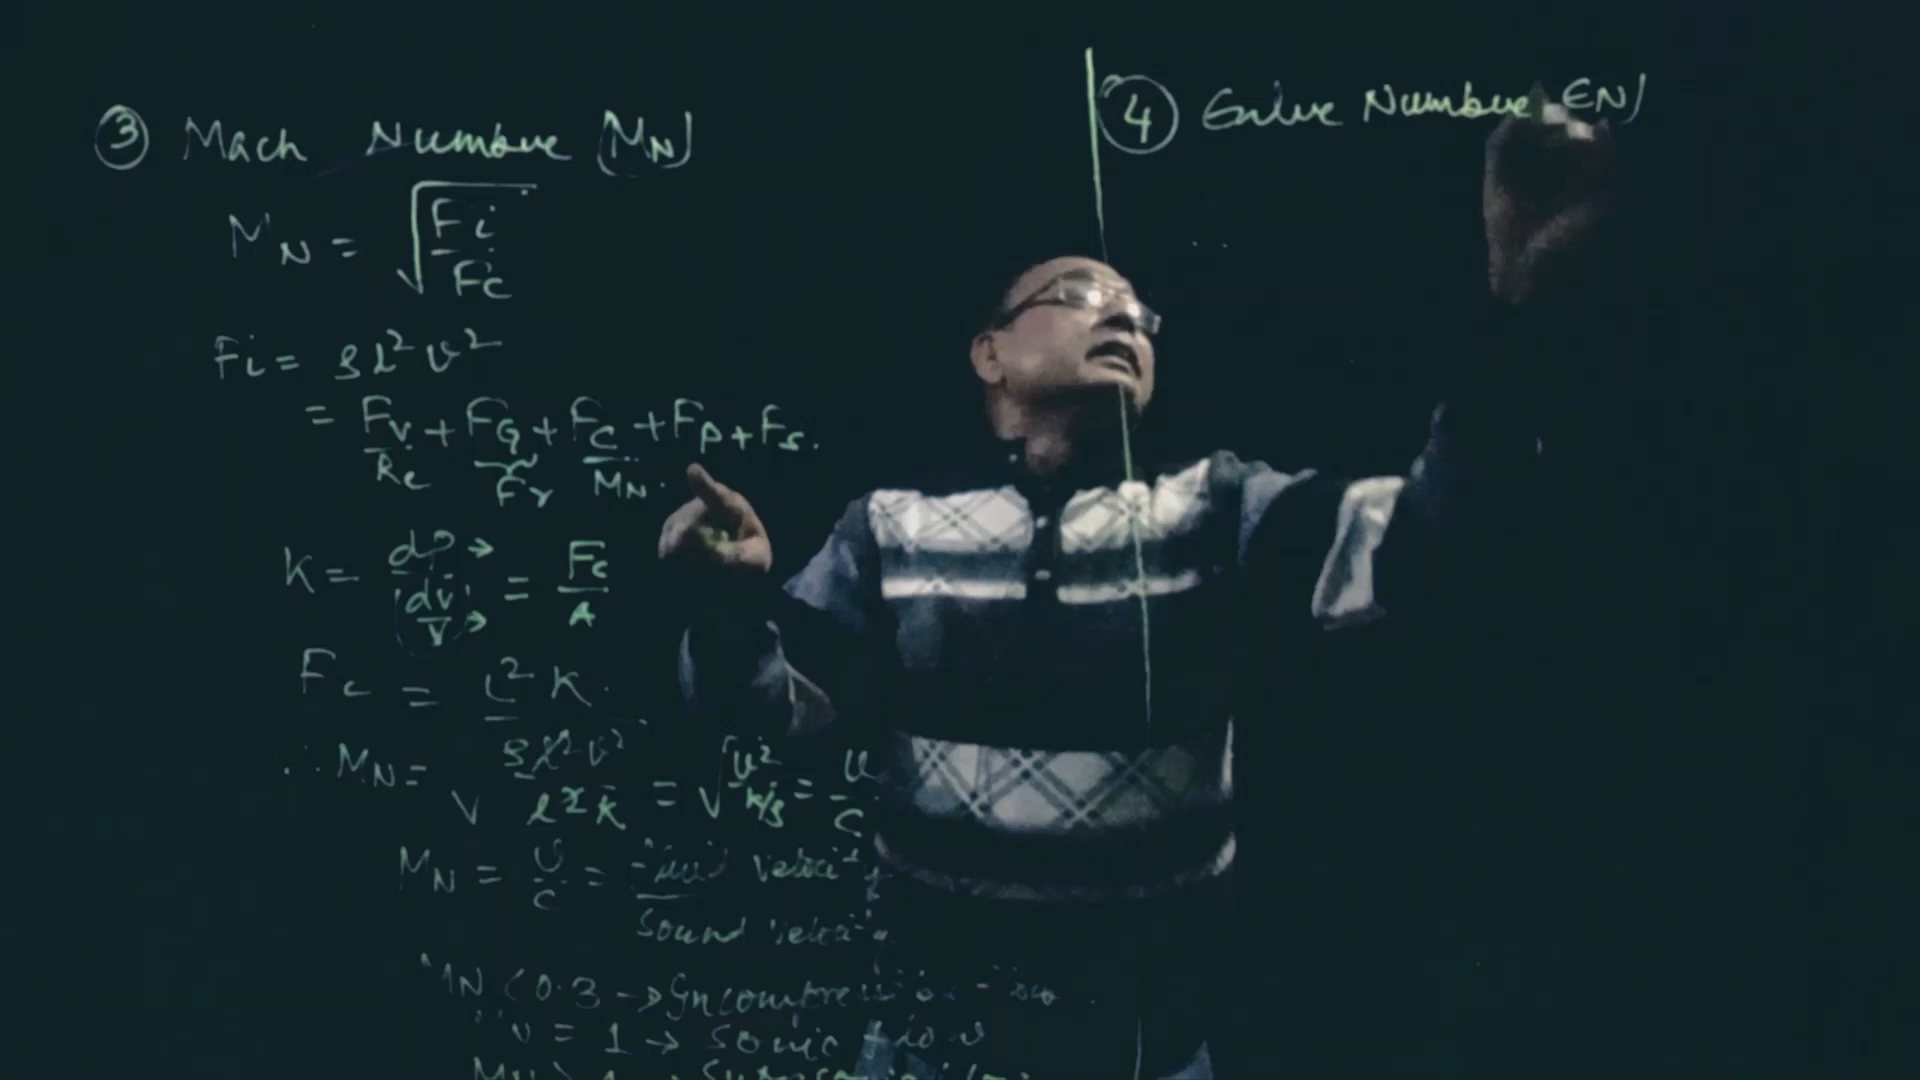 ③ Mach Number (MN)
MN = √(Fi/Fc)
Fi = ρl²v²
= Fv/Re + FG/Fr + Fc/MN + Fp + Fs.
K = dp/(dv/v) = Fc/A
Fc = L²K.
∴ MN = √(ρl²v²/l²k) = √(v²/k/ρ) = v/c
MN = v/c = velocity/Sound velocity
MN < 0.3 → Incompressible flow.
= 1 → Sonic flow
④ Euler Number EN)